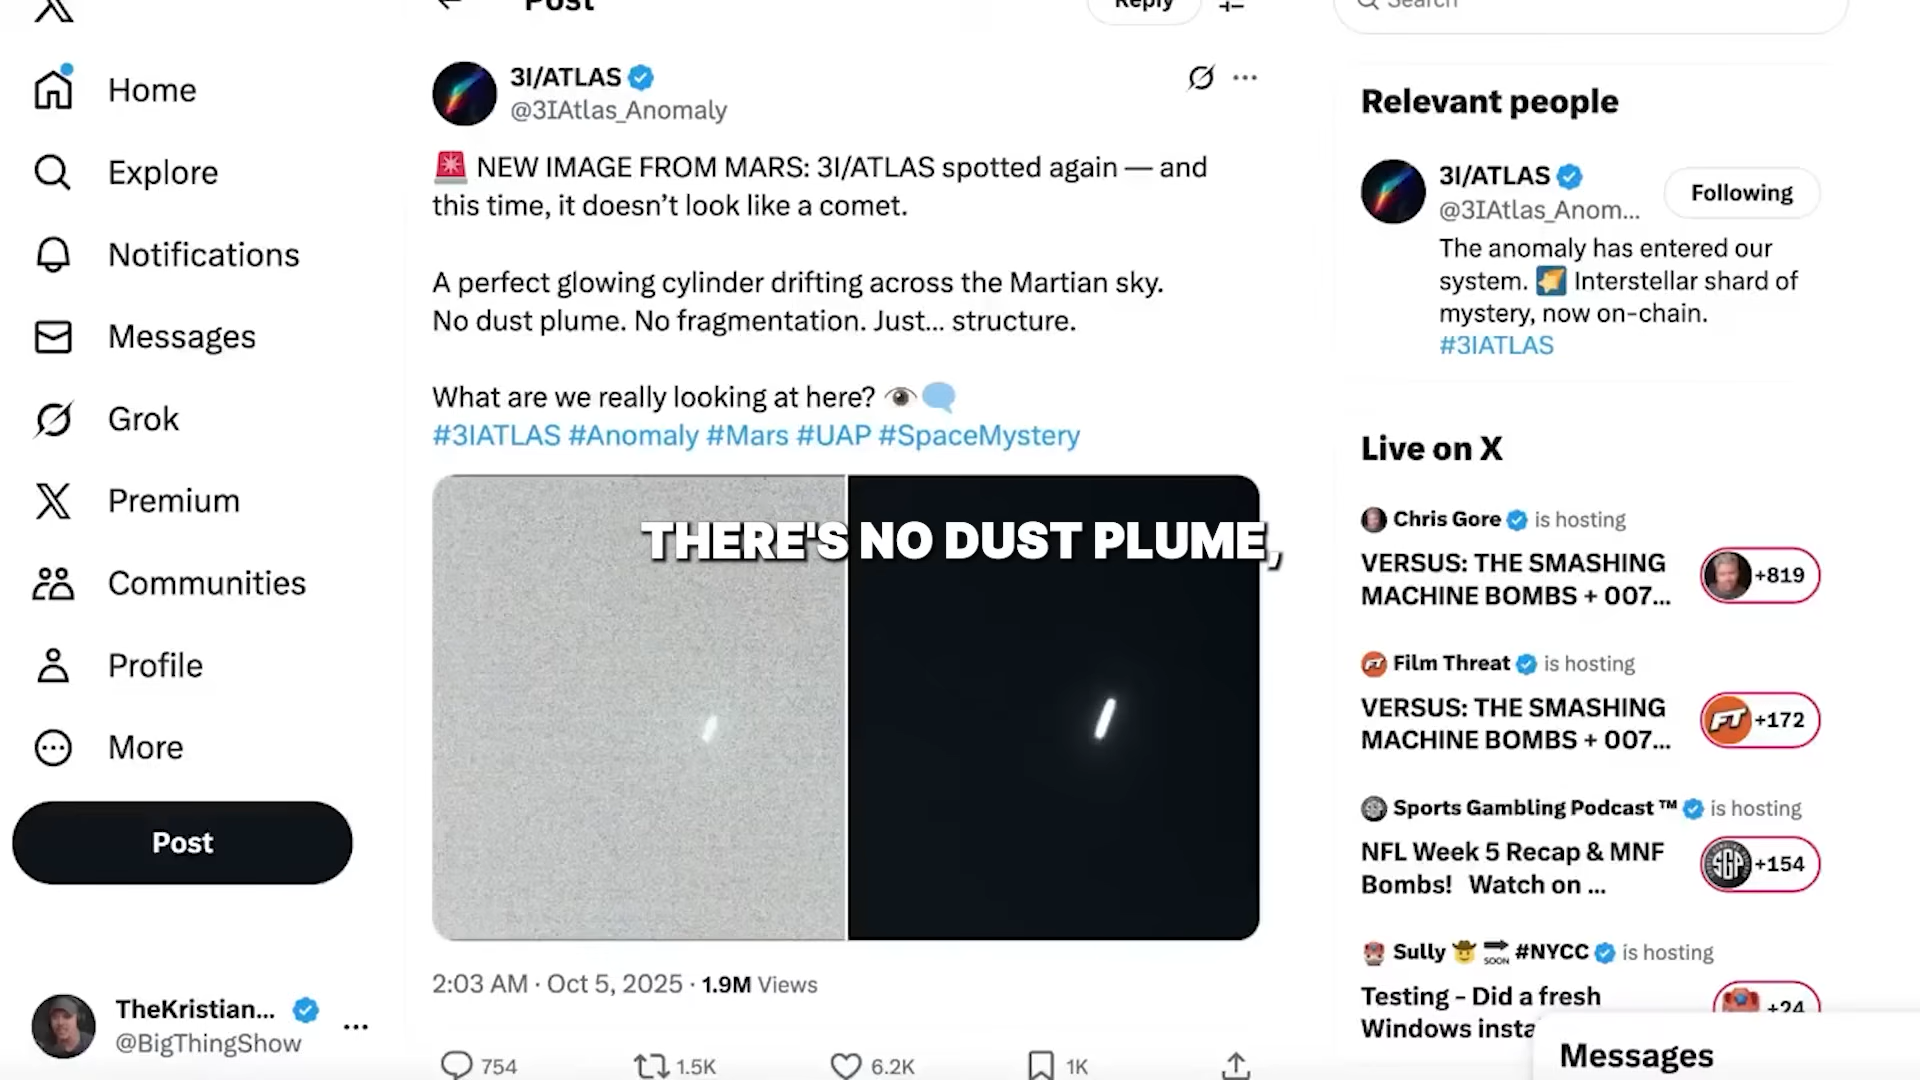 Post
Reply
Search
Home
Explore
Notifications
Messages
Grok
Premium
Communities
Profile
More
Post
TheKristian...
@BigThingShow
3I/ATLAS
@3IAtlas_Anomaly
NEW IMAGE FROM MARS: 3I/ATLAS spotted again — and
this time, it doesn’t look like a comet.
A perfect glowing cylinder drifting across the Martian sky.
No dust plume. No fragmentation. Just... structure.
What are we really looking at here?
#3IATLAS #Anomaly #Mars #UAP #SpaceMystery
THERE'S NO DUST PLUME,
2:03 AM · Oct 5, 2025 · 1.9M Views
754
1.5K
6.2K
1K
Relevant people
3I/ATLAS
Following
@3IAtlas_Anom...
The anomaly has entered our
system. Interstellar shard of
mystery, now on-chain.
#3IATLAS
Live on X
Chris Gore is hosting
VERSUS: THE SMASHING
MACHINE BOMBS + 007...
+819
Film Threat is hosting
VERSUS: THE SMASHING
MACHINE BOMBS + 007...
FT
+172
Sports Gambling Podcast ™ is hosting
NFL Week 5 Recap & MNF
Bombs! Watch on ...
SGP
+154
Sully SOON #NYCC is hosting
Testing - Did a fresh
Windows insta
+24
Messages